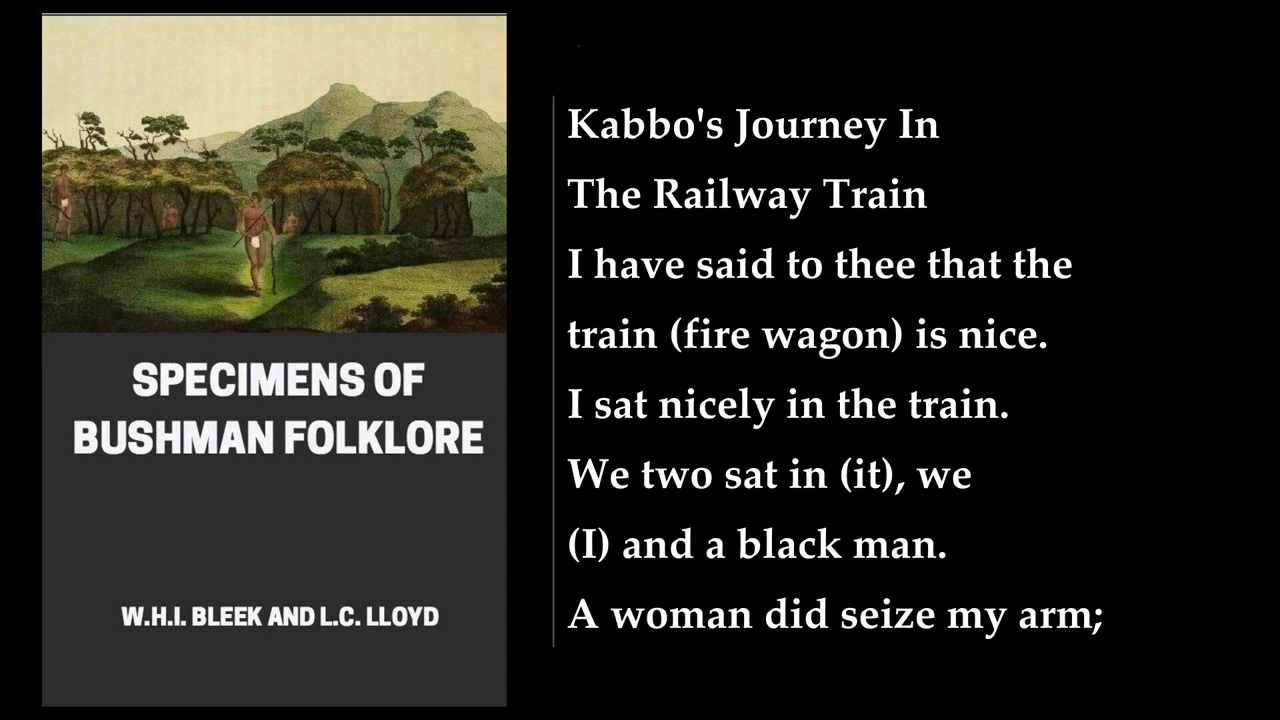 SPECIMENS OF
BUSHMAN FOLKLORE
W.H.I. BLEEK AND L.C. LLOYD
Kabbo's Journey In
The Railway Train
I have said to thee that the
train (fire wagon) is nice.
I sat nicely in the train.
We two sat in (it), we
(I) and a black man.
A woman did seize my arm;